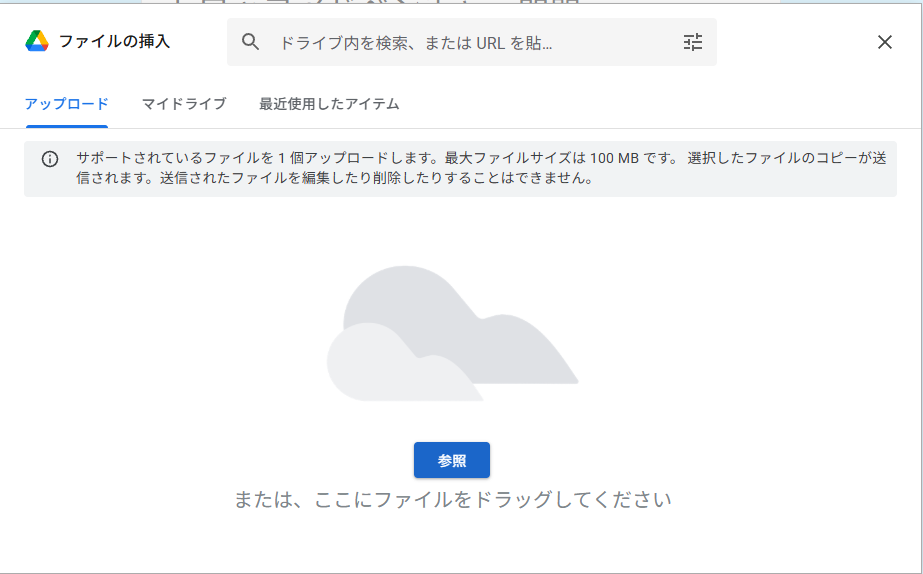 ファイルの挿入
ドライブ内を検索、または URL を貼...
アップロード
マイドライブ
最近使用したアイテム
サポートされているファイルを 1 個アップロードします。最大ファイルサイズは 100 MB です。 選択したファイルのコピーが送
信されます。送信されたファイルを編集したり削除したりすることはできません。
参照
または、ここにファイルをドラッグしてください